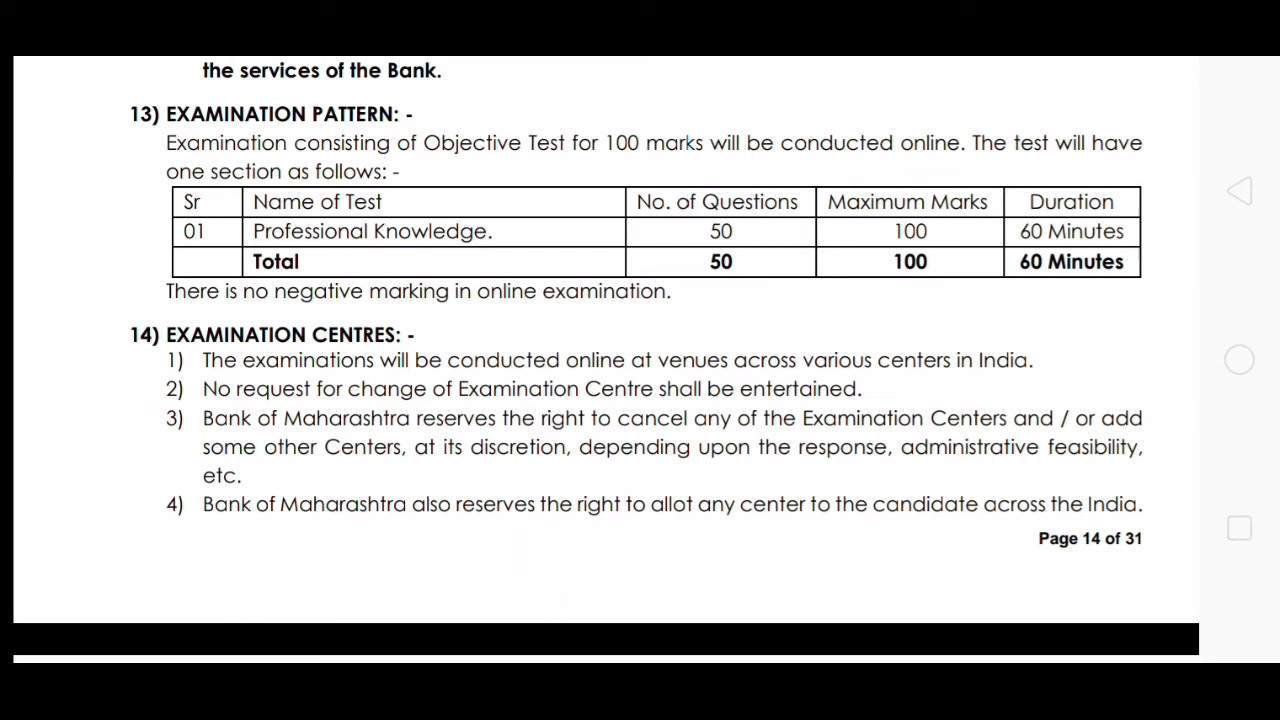 the services of the Bank.
13) EXAMINATION PATTERN: -
Examination consisting of Objective Test for 100 marks will be conducted online. The test will have
one section as follows: -
Sr Name of Test No. of Questions Maximum Marks Duration
01 Professional Knowledge. 50 100 60 Minutes
Total 50 100 60 Minutes
There is no negative marking in online examination.
14) EXAMINATION CENTRES: -
1) The examinations will be conducted online at venues across various centers in India.
2) No request for change of Examination Centre shall be entertained.
3) Bank of Maharashtra reserves the right to cancel any of the Examination Centers and / or add
some other Centers, at its discretion, depending upon the response, administrative feasibility,
etc.
4) Bank of Maharashtra also reserves the right to allot any center to the candidate across the India.
Page 14 of 31